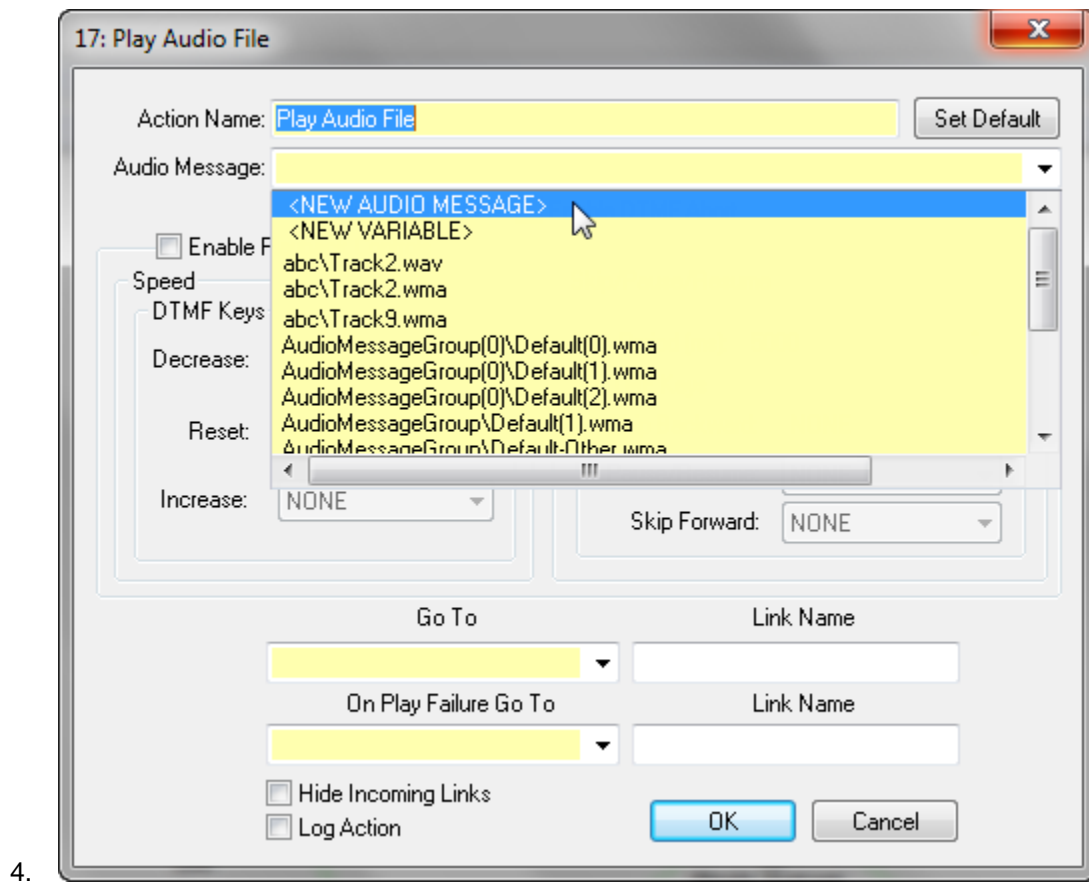 17: Play Audio File
x
Action Name: Play Audio File Set Default
Audio Message:
<NEW AUDIO MESSAGE>
<NEW VARIABLE>
Enable
abc\Track2.wav
Speed
abc\Track2.wma
DTMF Keys
abc\Track9.wma
AudioMessageGroup(0)\Default(0).wma
Decrease:
AudioMessageGroup(0)\Default(1).wma
AudioMessageGroup(0)\Default(2).wma
Reset:
AudioMessageGroup\Default(1).wma
AudioMessageGroup\Default-Other.wma
Increase: NONE
Skip Forward: NONE
Go To Link Name
On Play Failure Go To Link Name
Hide Incoming Links
Log Action
OK Cancel
4.